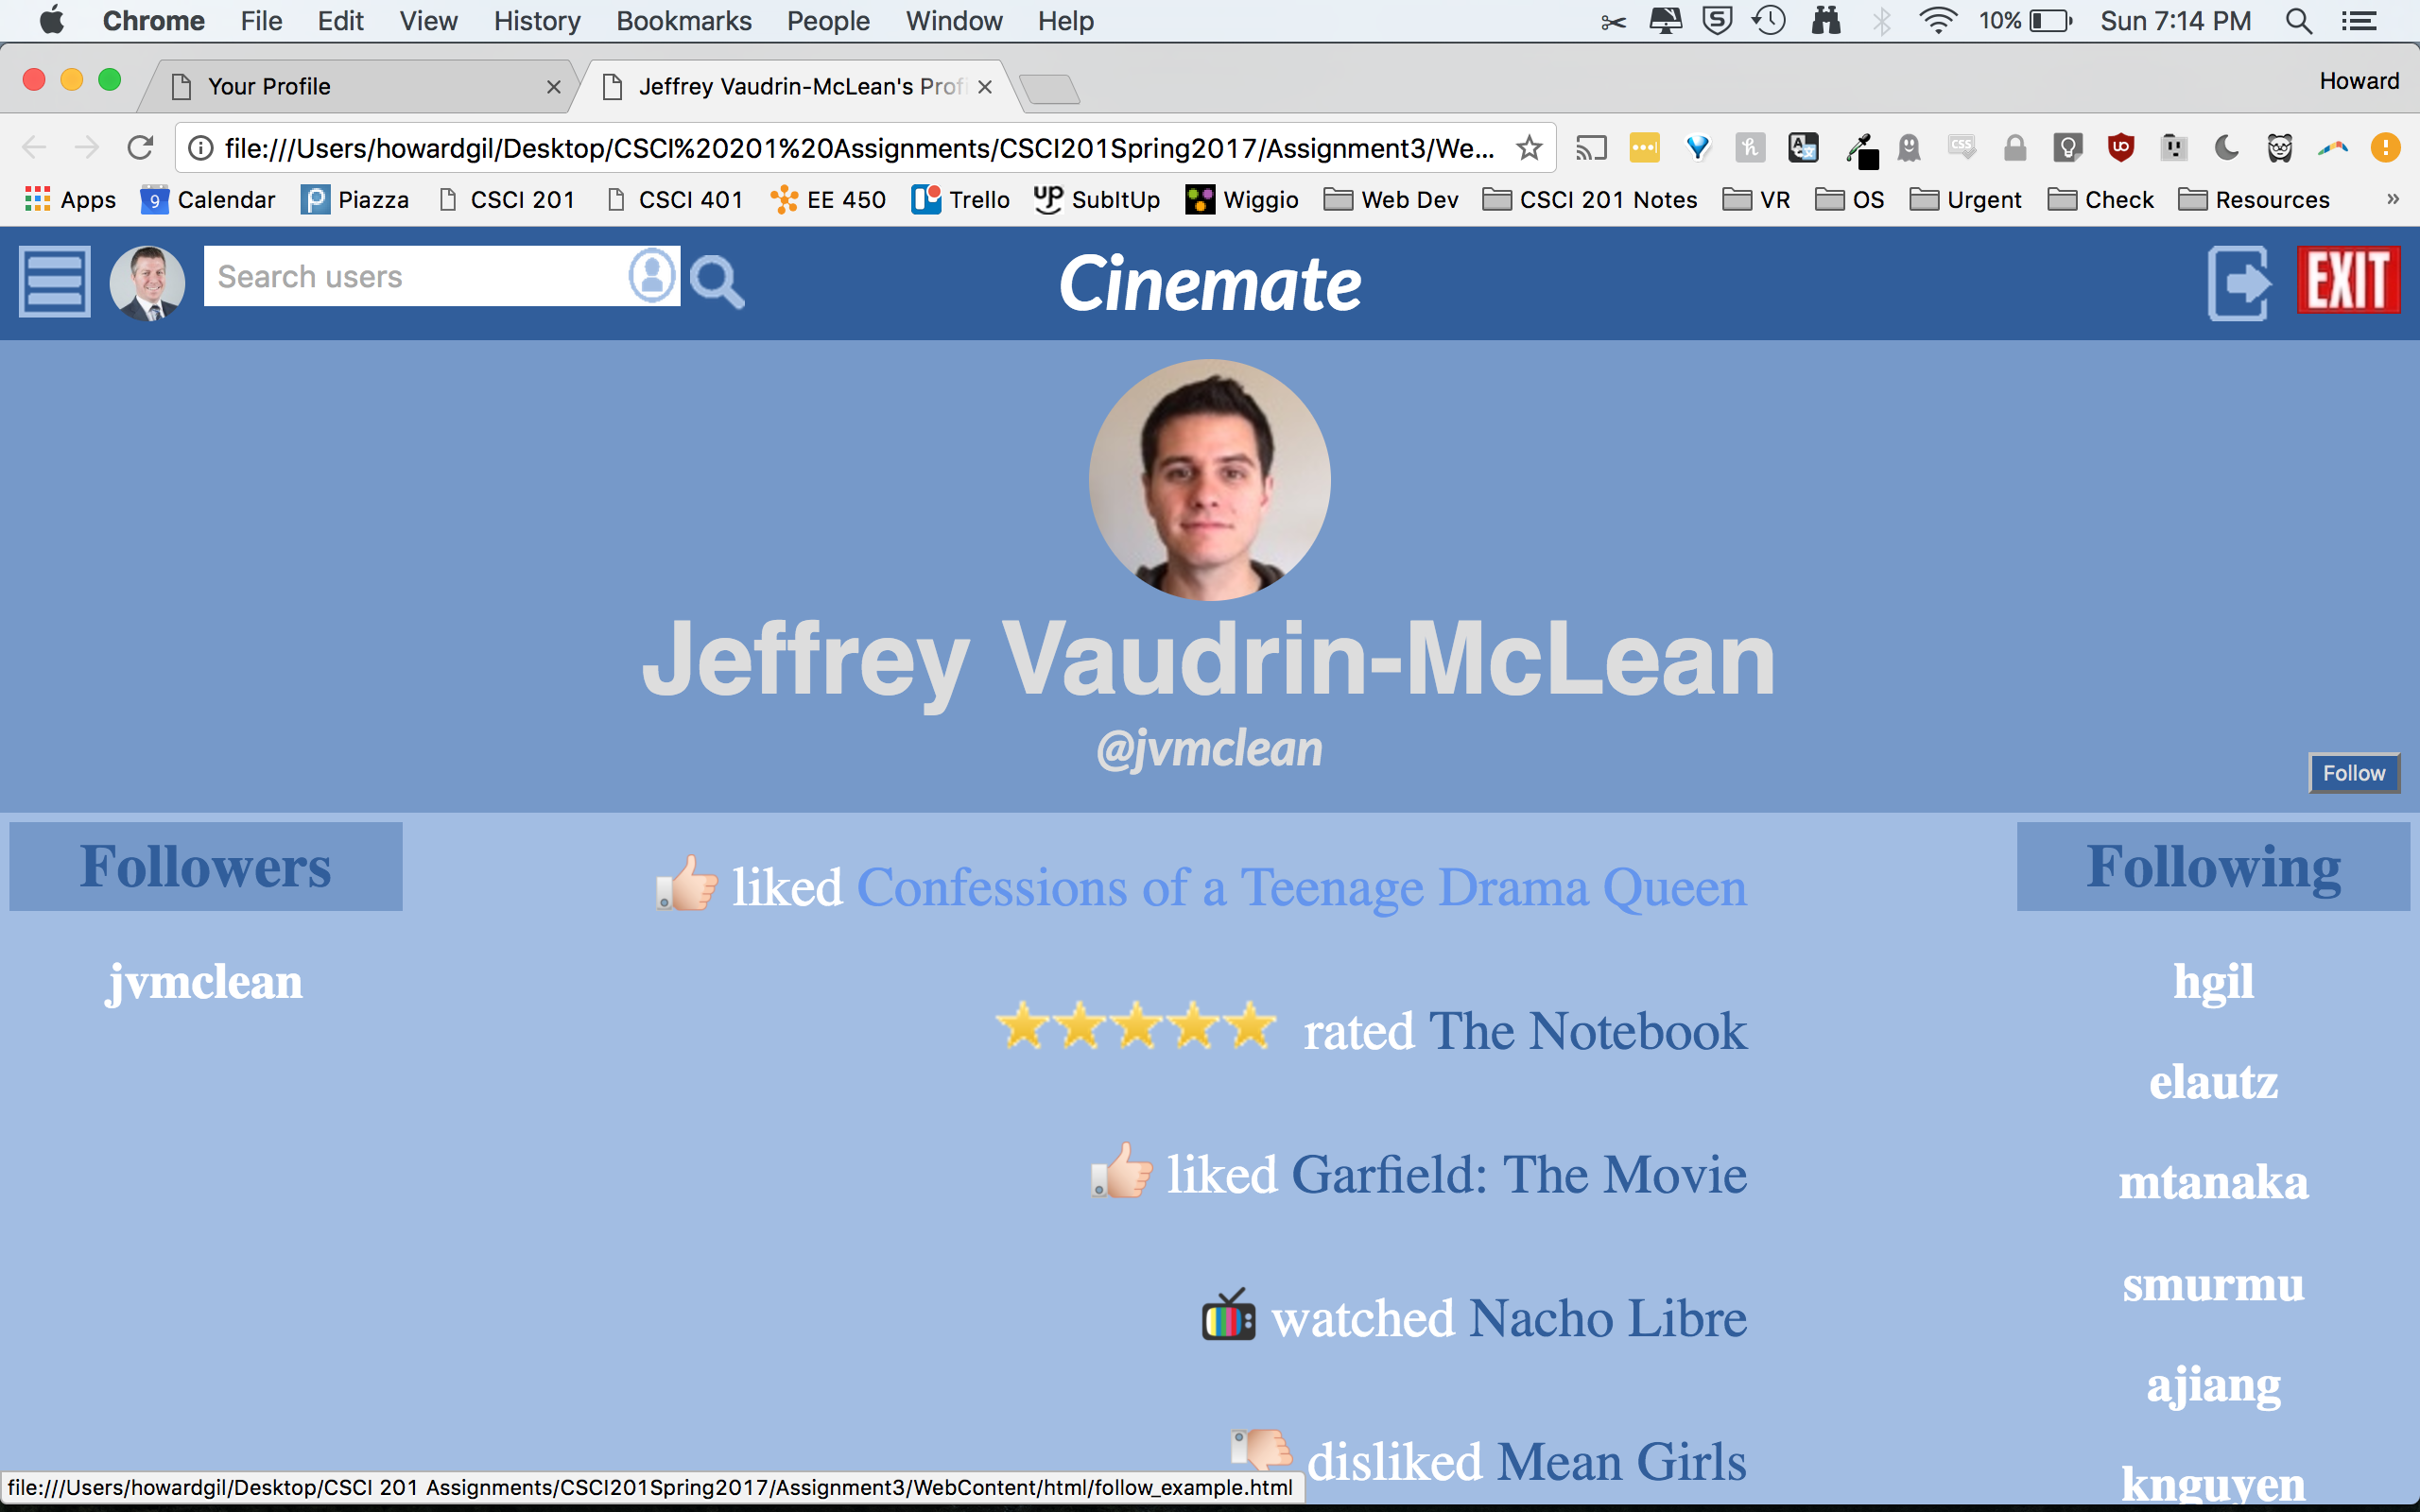 Chrome File Edit View History Bookmarks People Window Help 10% Sun 7:14 PM
Your Profile Jeffrey Vaudrin-McLean's Prof Howard
file:///Users/howardgil/Desktop/CSCI%20201%20Assignments/CSCI201Spring2017/Assignment3/We...
Apps Calendar Piazza CSCI 201 CSCI 401 EE 450 Trello SubItUp Wiggio Web Dev CSCI 201 Notes VR OS Urgent Check Resources »
Search users Cinemate EXIT
Jeffrey Vaudrin-McLean
@jvmclean
Follow
Followers
jvmclean
liked Confessions of a Teenage Drama Queen
rated The Notebook
liked Garfield: The Movie
watched Nacho Libre
disliked Mean Girls
Following
hgil
elautz
mtanaka
smurmu
ajiang
knguyen
file:///Users/howardgil/Desktop/CSCI 201 Assignments/CSCI201Spring2017/Assignment3/WebContent/html/follow_example.html